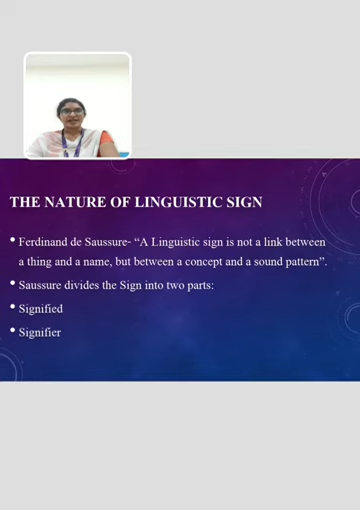 THE NATURE OF LINGUISTIC SIGN
• Ferdinand de Saussure- “A Linguistic sign is not a link between
a thing and a name, but between a concept and a sound pattern”.
• Saussure divides the Sign into two parts:
• Signified
• Signifier